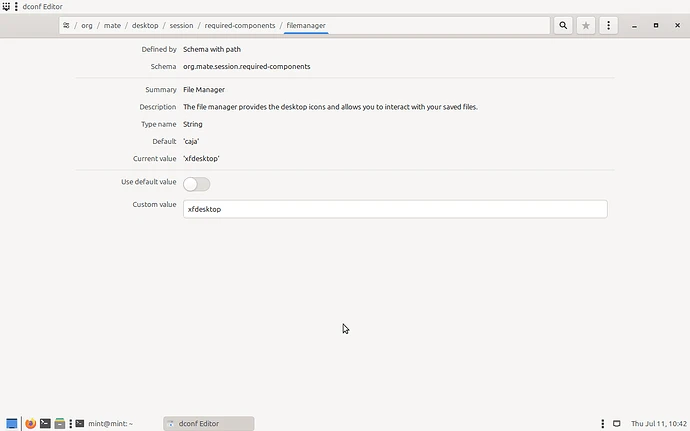 dconf Editor
/ org / mate / desktop / session / required-components / filemanager
Defined by Schema with path
Schema org.mate.session.required-components
Summary File Manager
Description The file manager provides the desktop icons and allows you to interact with your saved files.
Type name String
Default 'caja'
Current value 'xfdesktop'
Use default value
Custom value xfdesktop
mint@mint: ~ dconf Editor Thu Jul 11, 10:42